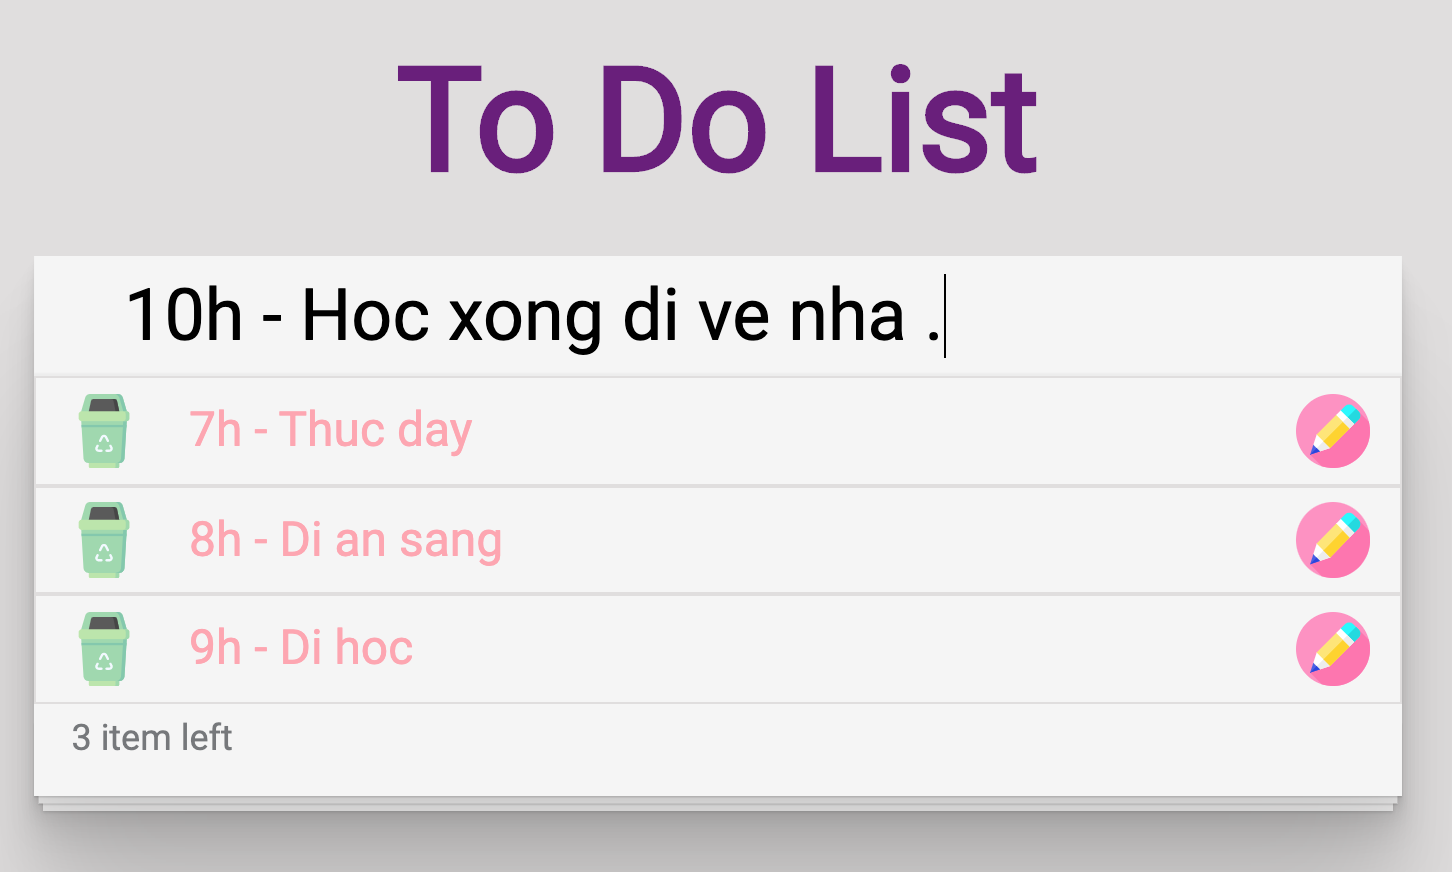 To Do List
10h - Hoc xong di ve nha .
7h - Thuc day
8h - Di an sang
9h - Di hoc
3 item left